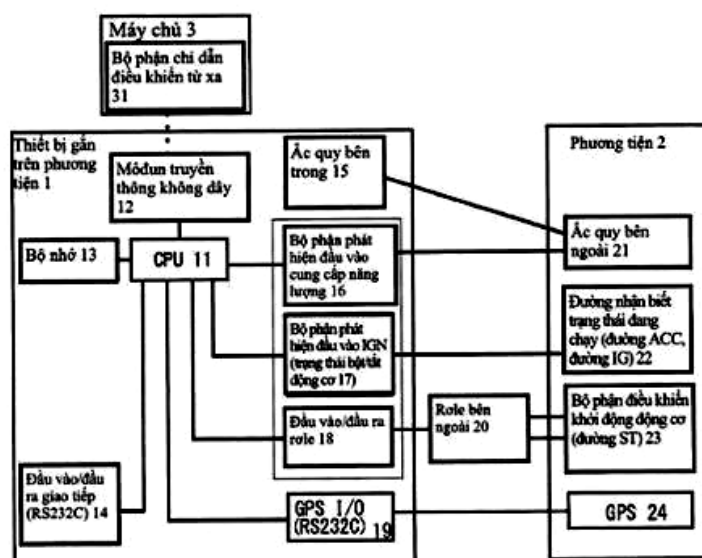 Máy chủ 3
Bộ phận chỉ dẫn
điều khiển từ xa
31
Thiết bị gắn
trên phương
tiện 1
Môđun truyền
thông không dây
12
Ắc quy bên
trong 15
Phương tiện 2
Bộ nhớ 13
CPU 11
Bộ phận phát
hiện đầu vào
cung cấp năng
lượng 16
Ắc quy bên
ngoài 21
Bộ phận phát
hiện đầu vào IGN
(trạng thái bật/tắt
động cơ 17)
Đường nhận biết
trạng thái đang
chạy (đường ACC,
đường IG) 22
Đầu vào/đầu ra
rơle 18
Rơle bên
ngoài 20
Bộ phận điều khiển
khởi động động cơ
(đường ST) 23
Đầu vào/đầu
ra giao tiếp
(RS232C) 14
GPS I/O
(RS232C) 19
GPS 24